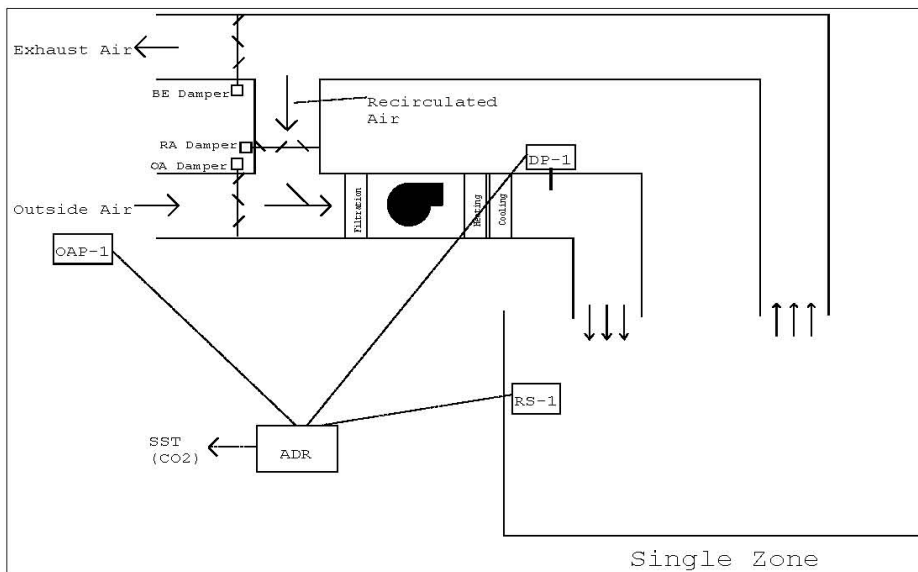 Exhaust Air
BE Damper
Recirculated
Air
RA Damper
OA Damper
DP-1
Outside Air
Filtration
Heating
Cooling
OAP-1
RS-1
SST
(CO2)
ADR
Single Zone